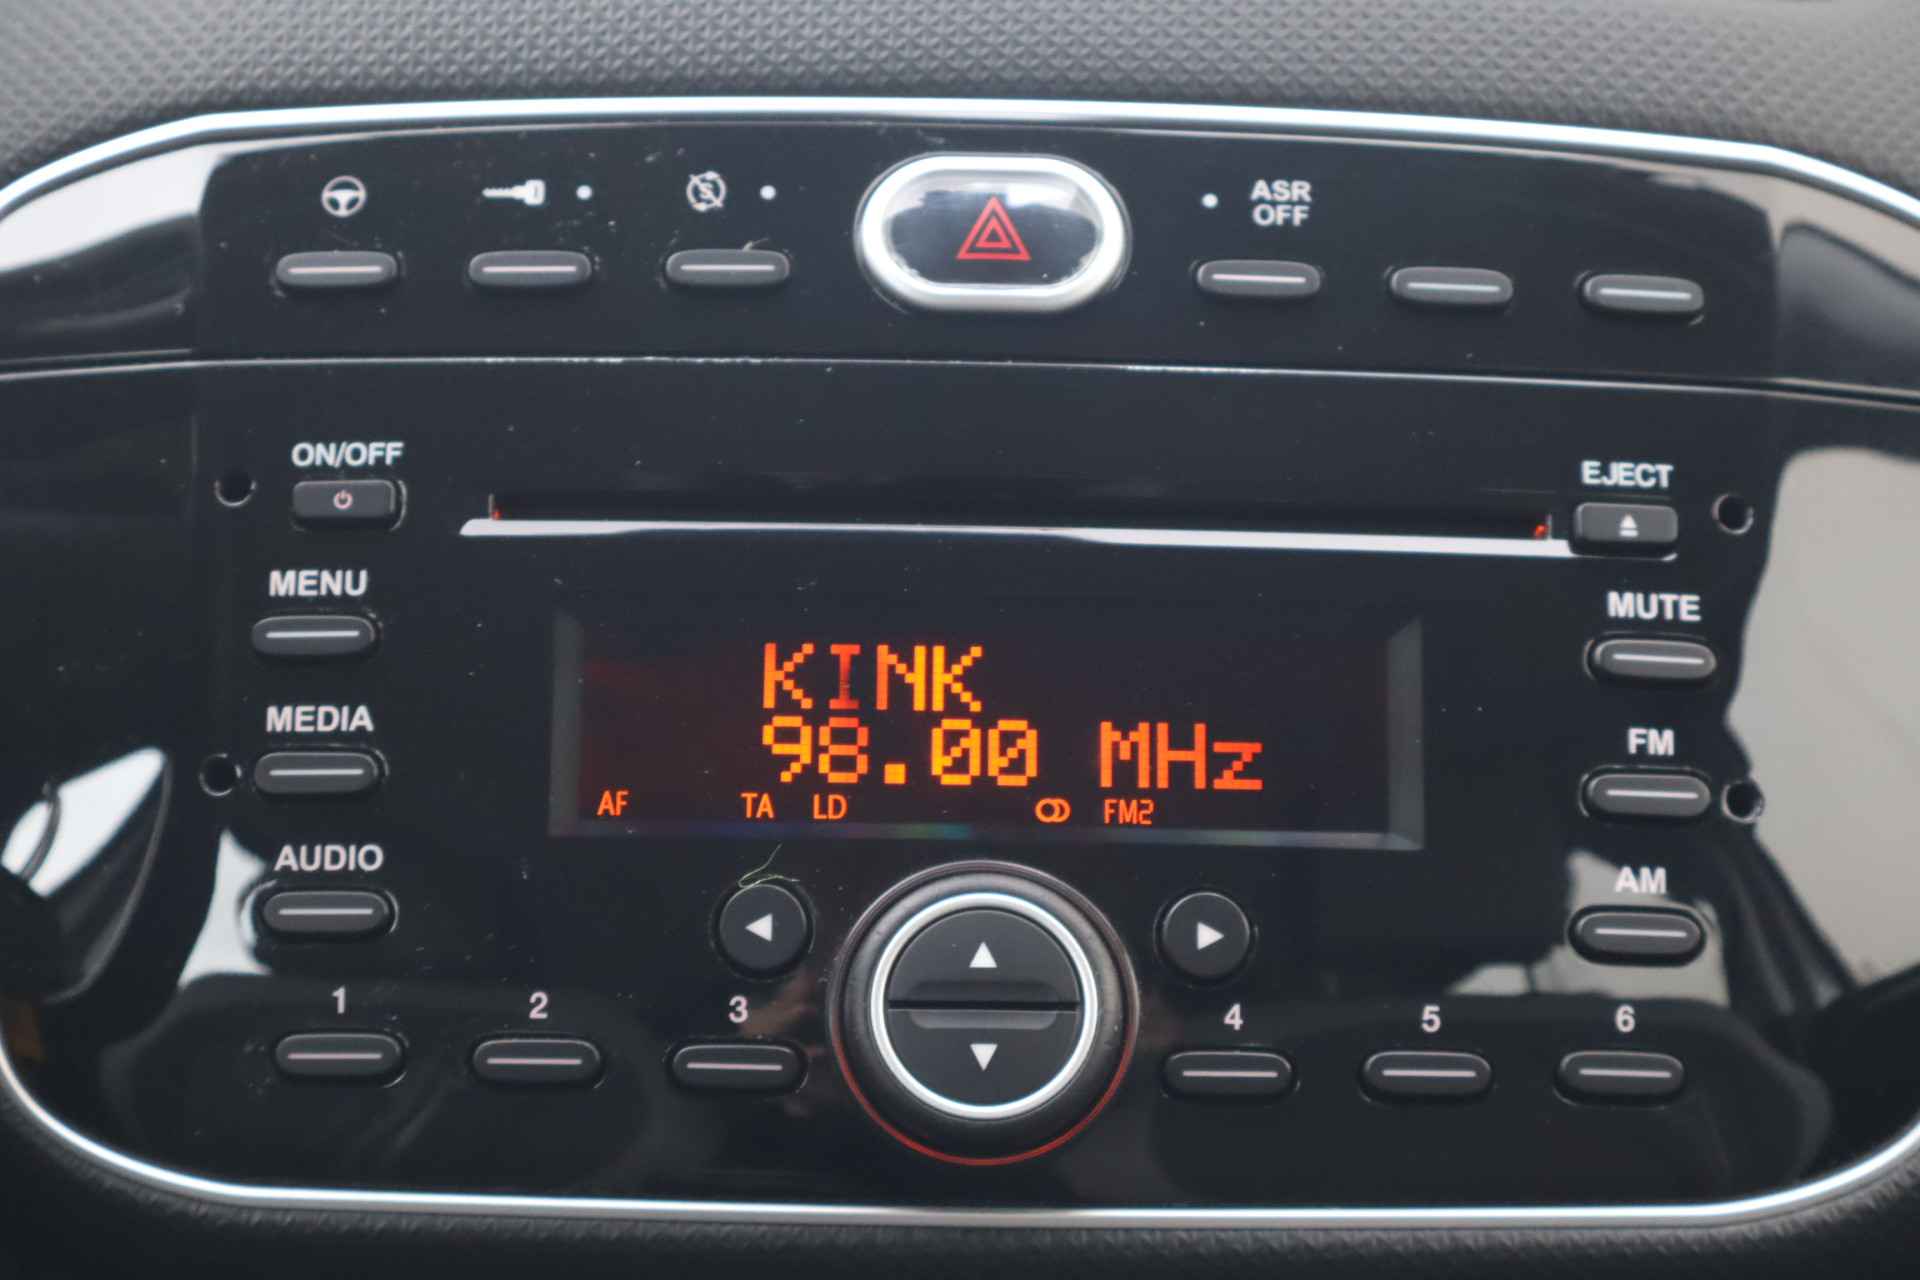 ASR
OFF
ON/OFF
EJECT
MENU
MUTE
KINK
MEDIA
98.00 MHz
FM
AF TA LD FM2
AUDIO
AM
1 2 3 4 5 6